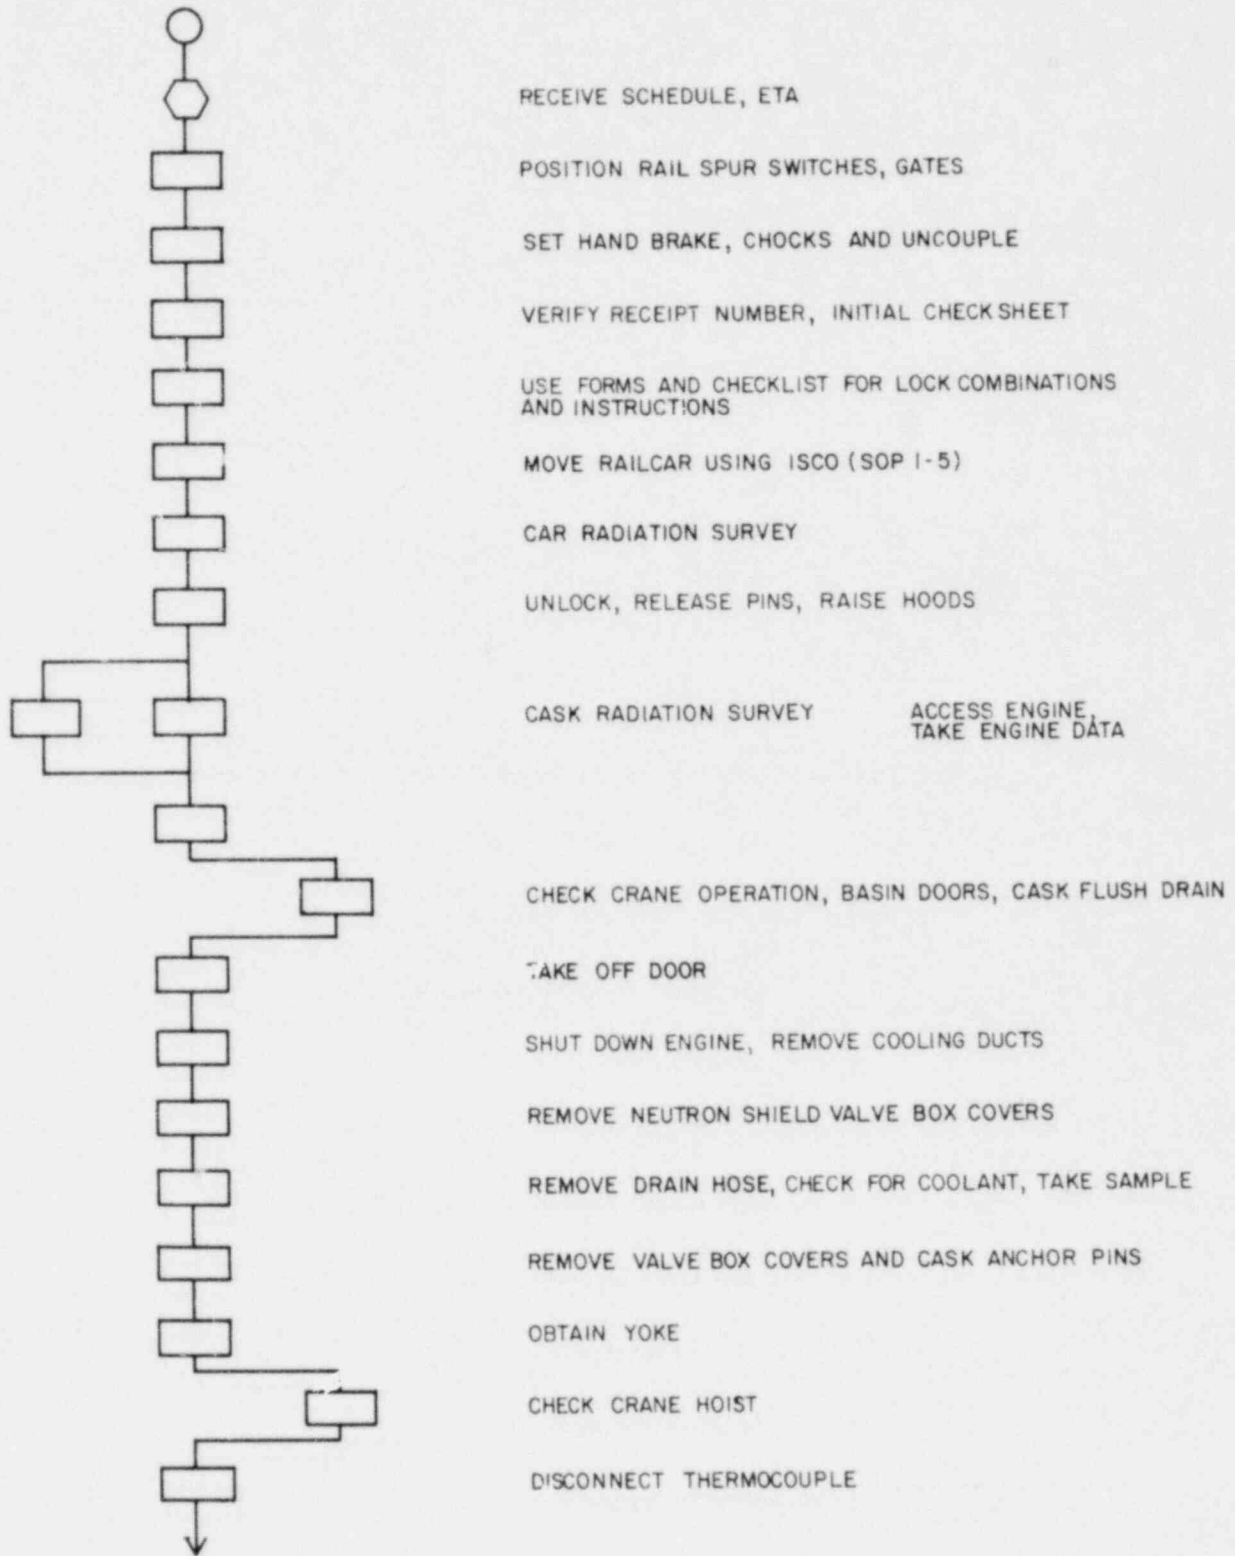 RECEIVE SCHEDULE, ETA
POSITION RAIL SPUR SWITCHES, GATES
SET HAND BRAKE, CHOCKS AND UNCOUPLE
VERIFY RECEIPT NUMBER, INITIAL CHECK SHEET
USE FORMS AND CHECKLIST FOR LOCK COMBINATIONS
AND INSTRUCTIONS
MOVE RAILCAR USING ISCO (SOP 1-5)
CAR RADIATION SURVEY
UNLOCK, RELEASE PINS, RAISE HOODS
CASK RADIATION SURVEY
ACCESS ENGINE,
TAKE ENGINE DATA
CHECK CRANE OPERATION, BASIN DOORS, CASK FLUSH DRAIN
TAKE OFF DOOR
SHUT DOWN ENGINE, REMOVE COOLING DUCTS
REMOVE NEUTRON SHIELD VALVE BOX COVERS
REMOVE DRAIN HOSE, CHECK FOR COOLANT, TAKE SAMPLE
REMOVE VALVE BOX COVERS AND CASK ANCHOR PINS
OBTAIN YOKE
CHECK CRANE HOIST
DISCONNECT THERMOCOUPLE